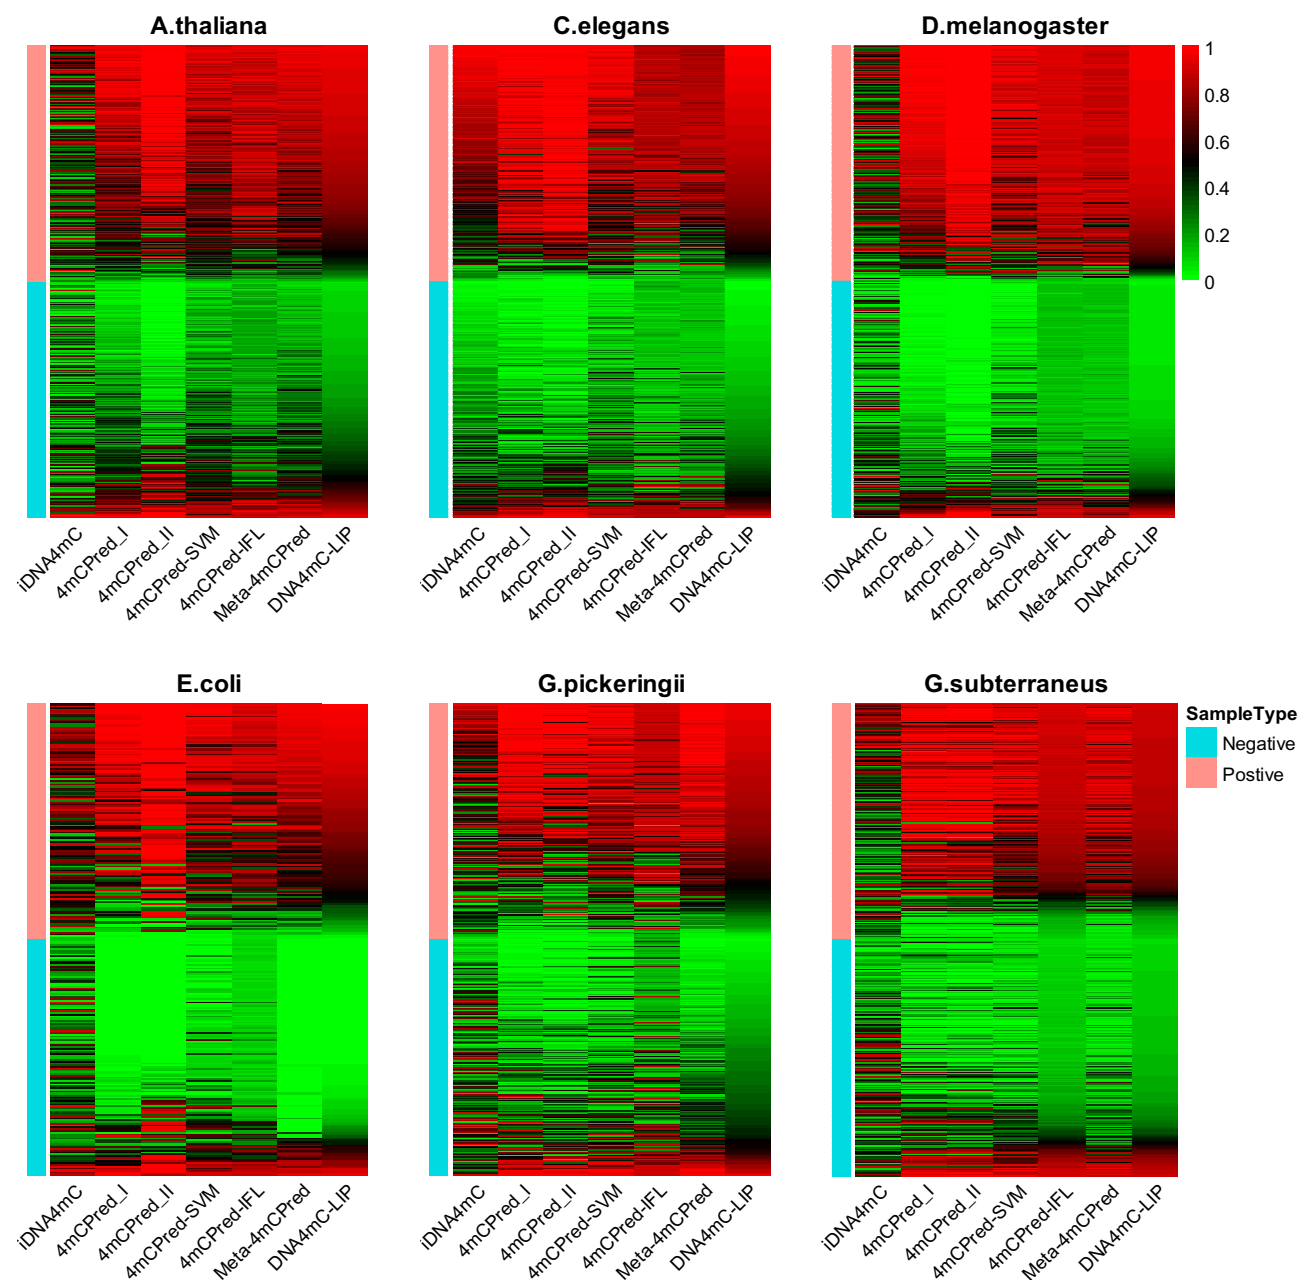 A.thaliana
C.elegans
D.melanogaster
1
0.8
0.6
0.4
0.2
0
iDNA4mC
4mCPred_I
4mCPred_II
4mCPred-SVM
4mCPred-IFL
Meta-4mCPred
DNA4mC-LIP
iDNA4mC
4mCPred_I
4mCPred_II
4mCPred-SVM
4mCPred-IFL
Meta-4mCPred
DNA4mC-LIP
iDNA4mC
4mCPred_I
4mCPred_II
4mCPred-SVM
4mCPred-IFL
Meta-4mCPred
DNA4mC-LIP
E.coli
G.pickeringii
G.subterraneus
SampleType
Negative
Postive
iDNA4mC
4mCPred_I
4mCPred_II
4mCPred-SVM
4mCPred-IFL
Meta-4mCPred
DNA4mC-LIP
iDNA4mC
4mCPred_I
4mCPred_II
4mCPred-SVM
4mCPred-IFL
Meta-4mCPred
DNA4mC-LIP
iDNA4mC
4mCPred_I
4mCPred_II
4mCPred-SVM
4mCPred-IFL
Meta-4mCPred
DNA4mC-LIP